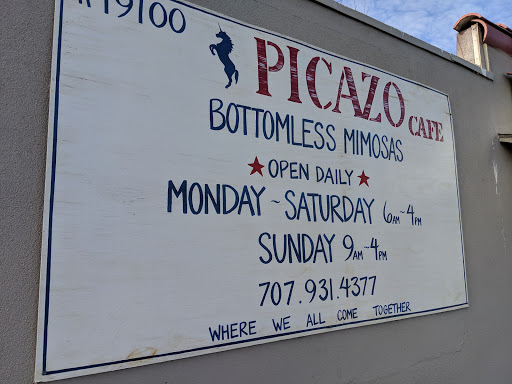 #19100
PICAZO CAFE
BOTTOMLESS MIMOSAS
★ OPEN DAILY ★
MONDAY ~ SATURDAY 6AM~4PM
SUNDAY 9AM~4PM
707.931.4377
WHERE WE ALL COME TOGETHER